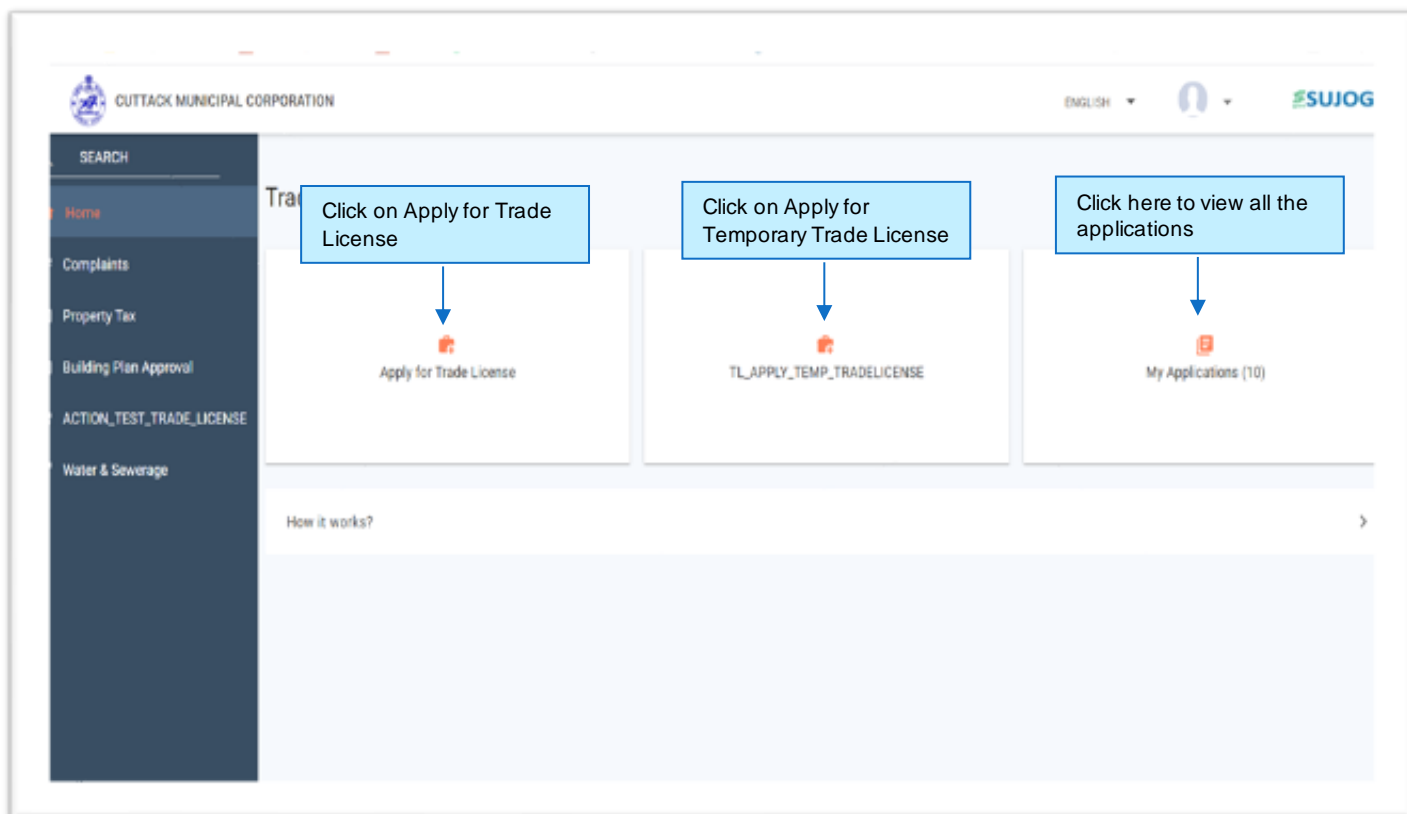 CUTTACK MUNICIPAL CORPORATION
ENGLISH
SUJOG
SEARCH
Home
Complaints
Property Tax
Building Plan Approval
ACTION_TEST_TRADE_LICENSE
Water & Sewerage
Click on Apply for Trade
License
Click on Apply for
Temporary Trade License
Click here to view all the
applications
Apply for Trade License
TL_APPLY_TEMP_TRADELICENSE
My Applications (10)
How it works?